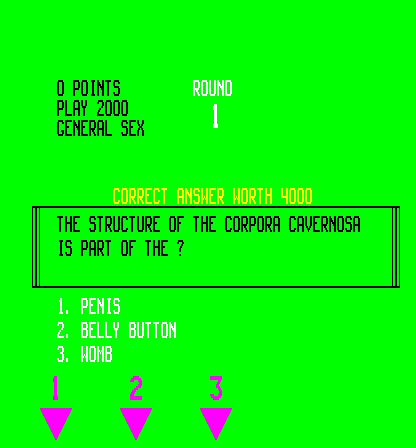 0 POINTS
PLAY 2000
GENERAL SEX
ROUND
1
CORRECT ANSWER WORTH 4000
THE STRUCTURE OF THE CORPORA CAVERNOSA
IS PART OF THE ?
1. PENIS
2. BELLY BUTTON
3. WOMB
1 2 3